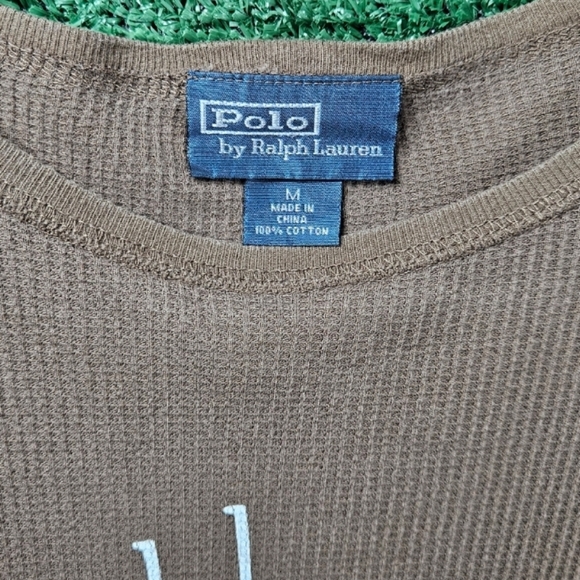 Polo
by Ralph Lauren
M
MADE IN
CHINA
100% COTTON